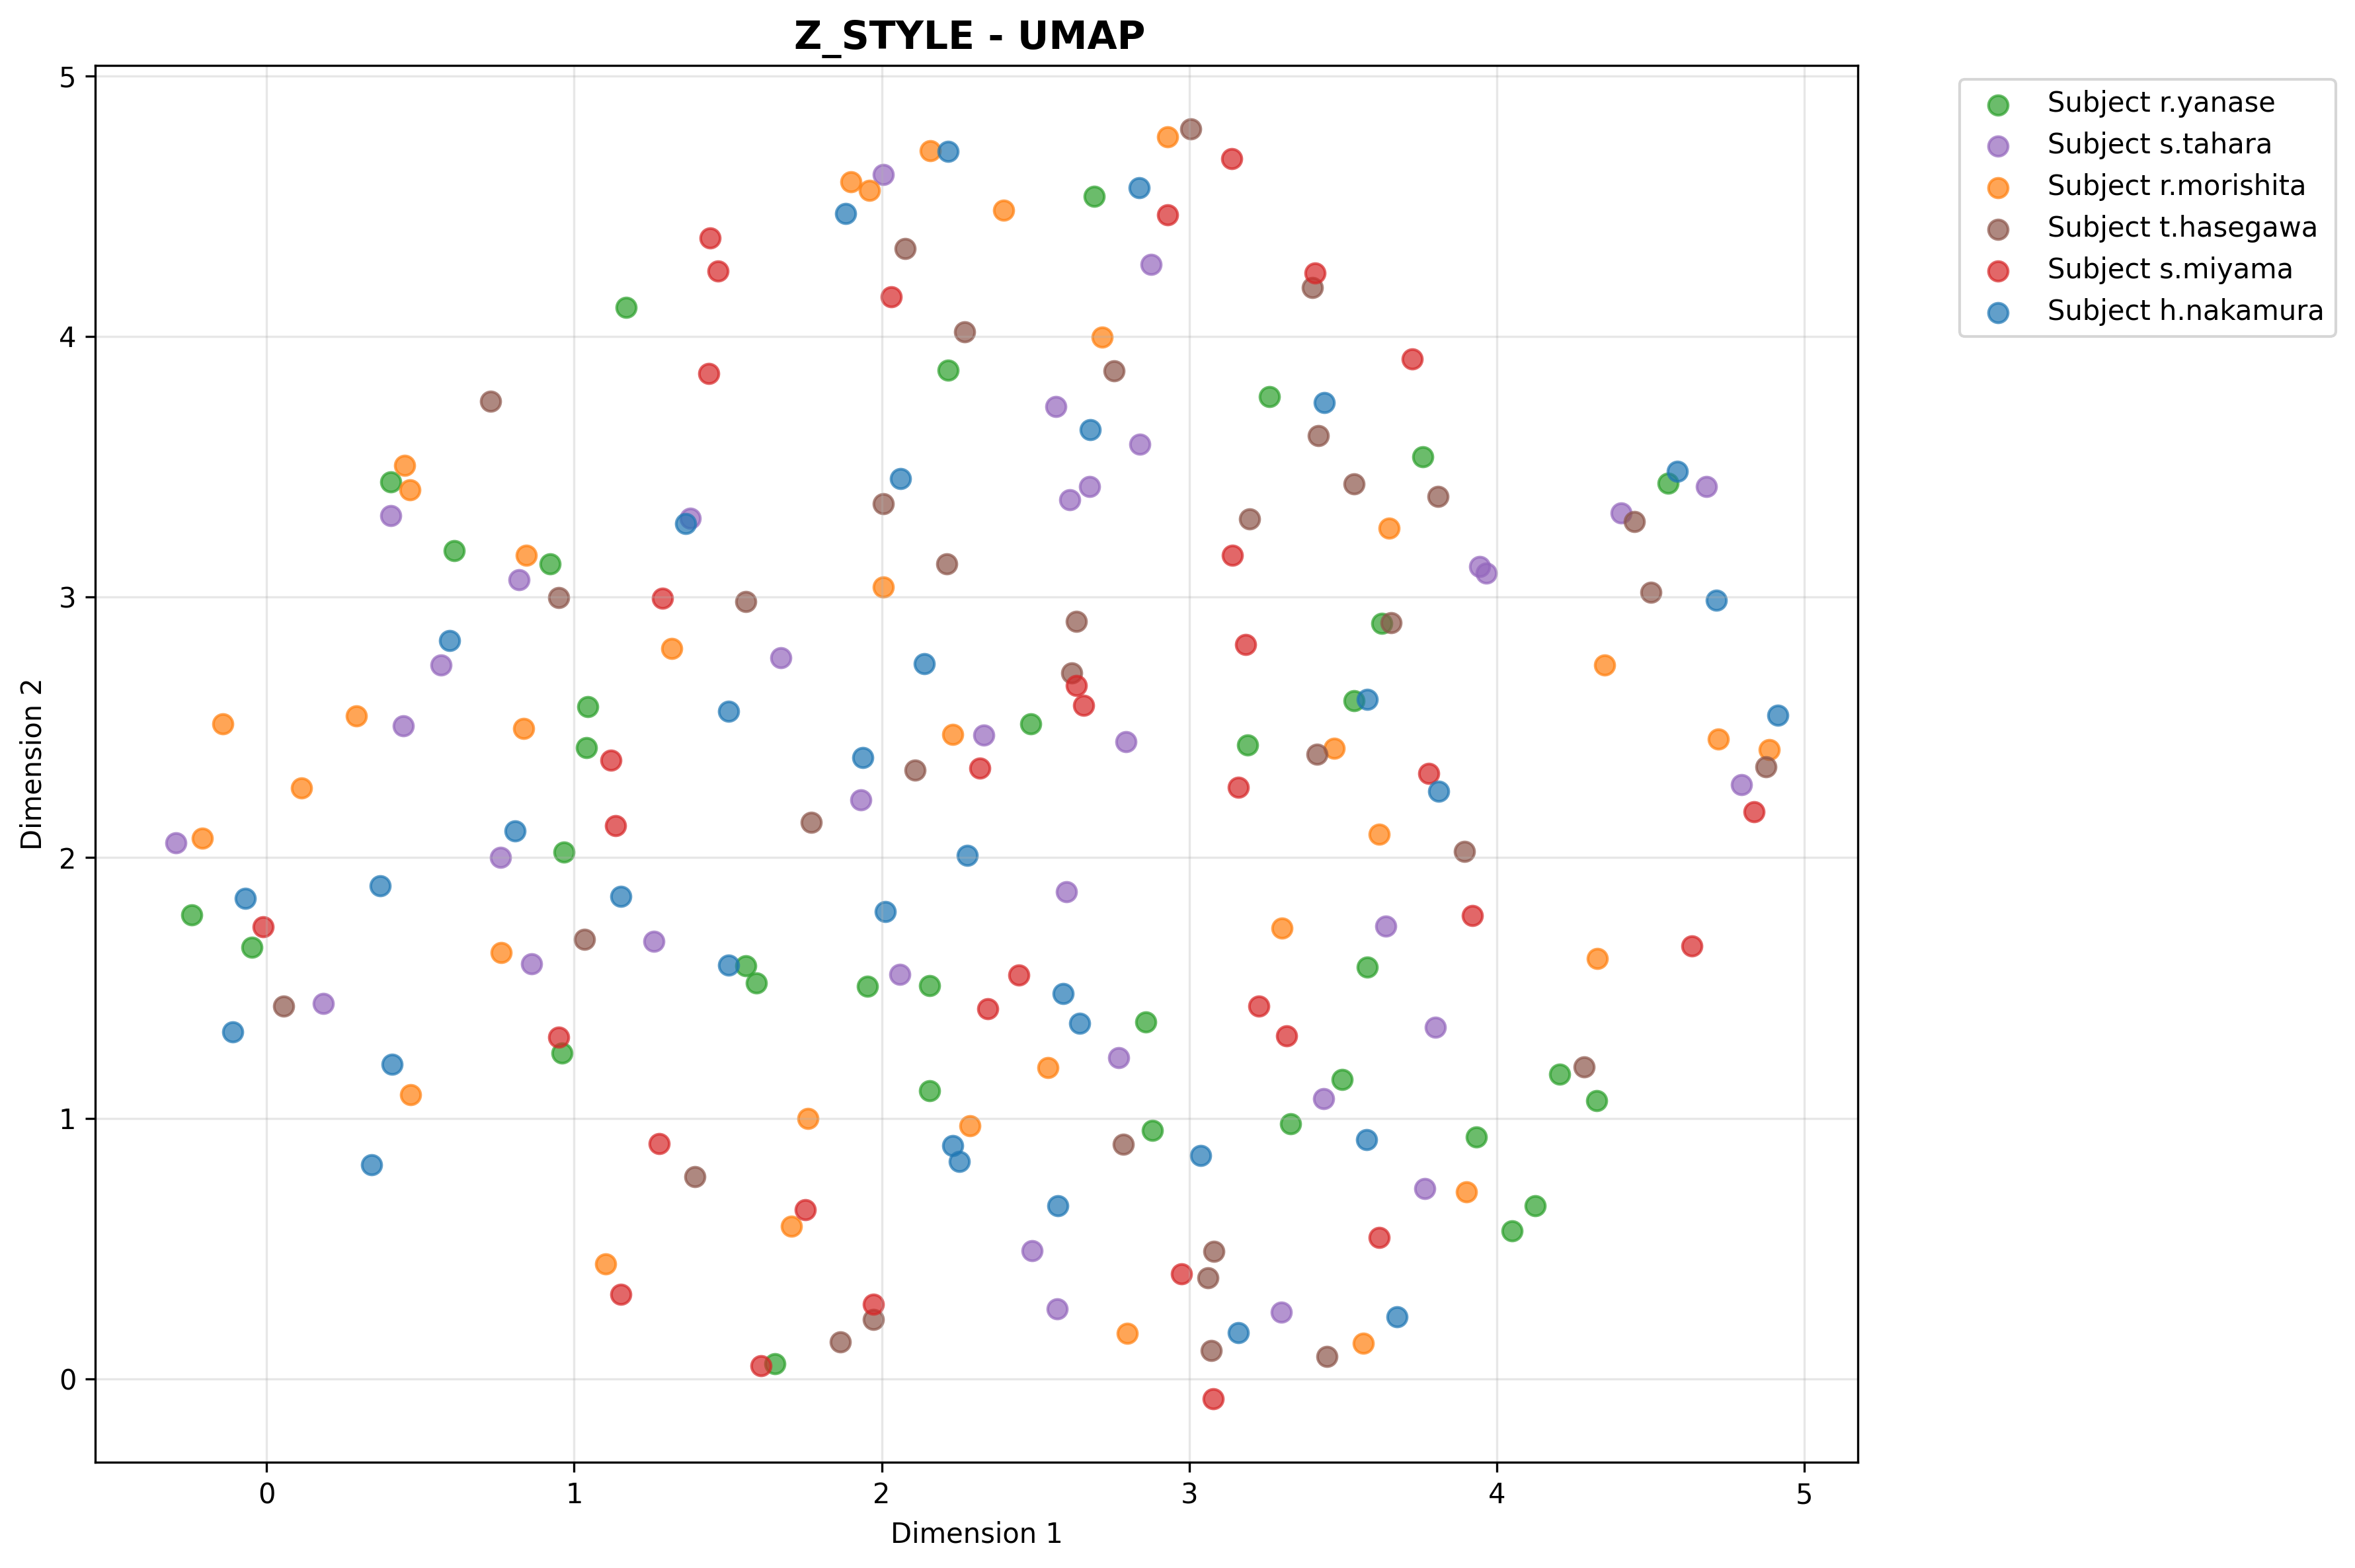 Z_STYLE - UMAP
Subject r.yanase
Subject s.tahara
Subject r.morishita
Subject t.hasegawa
Subject s.miyama
Subject h.nakamura
Dimension 2
5
4
3
2
1
0
0 1 2 3 4 5
Dimension 1